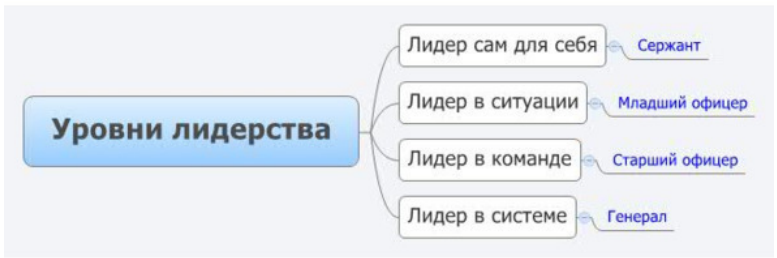 Уровни лидерства
Лидер сам для себя
Сержант
Лидер в ситуации
Младший офицер
Лидер в команде
Старший офицер
Лидер в системе
Генерал